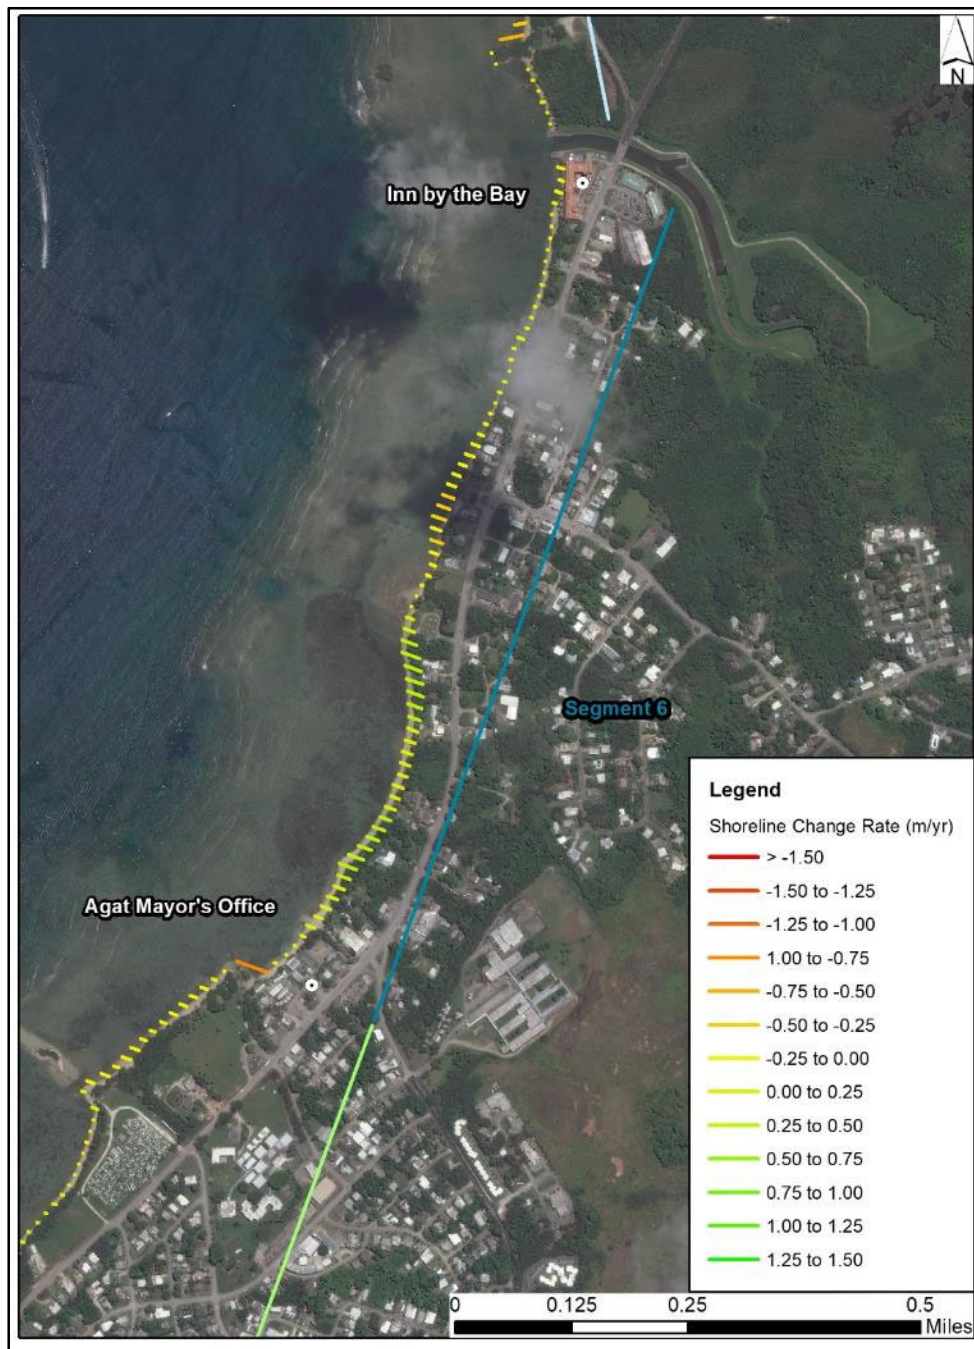 N
Inn by the Bay
Segment 6
Agat Mayor's Office
Legend
Shoreline Change Rate (m/yr)
> -1.50
-1.50 to -1.25
-1.25 to -1.00
1.00 to -0.75
-0.75 to -0.50
-0.50 to -0.25
-0.25 to 0.00
0.00 to 0.25
0.25 to 0.50
0.50 to 0.75
0.75 to 1.00
1.00 to 1.25
1.25 to 1.50
0 0.125 0.25 0.5
Miles